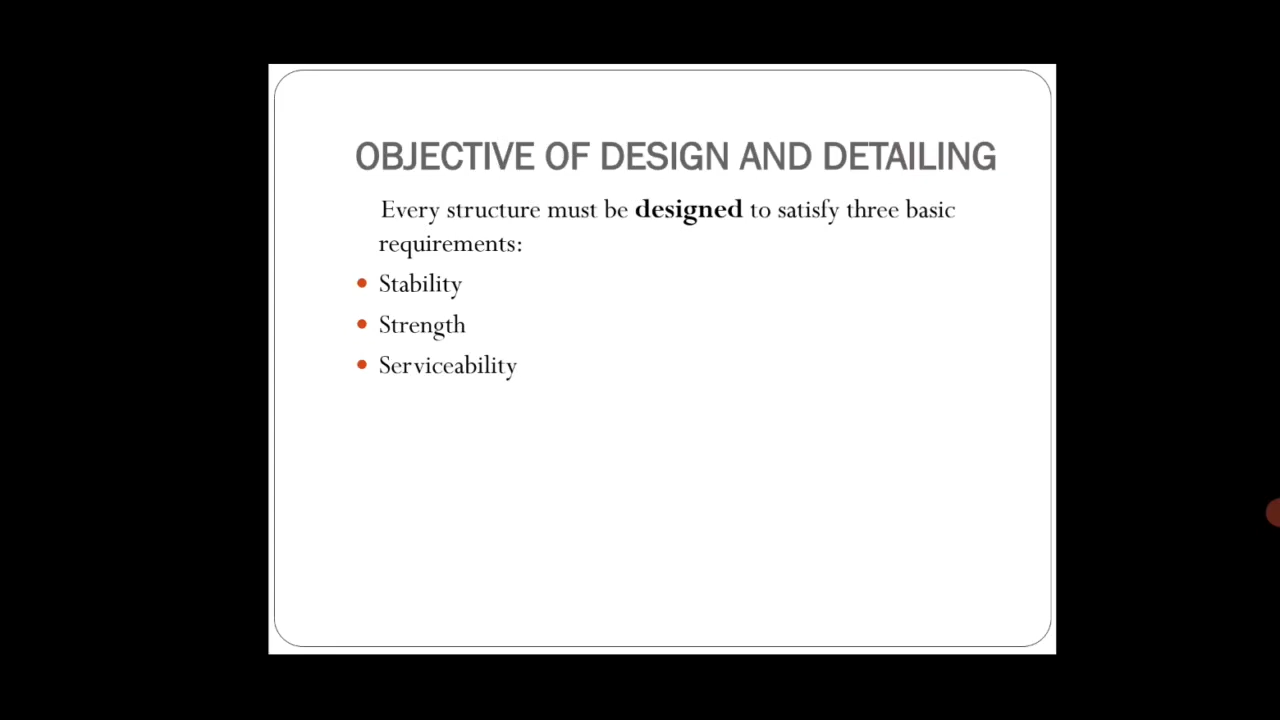 OBJECTIVE OF DESIGN AND DETAILING
Every structure must be designed to satisfy three basic
requirements:
Stability
Strength
Serviceability